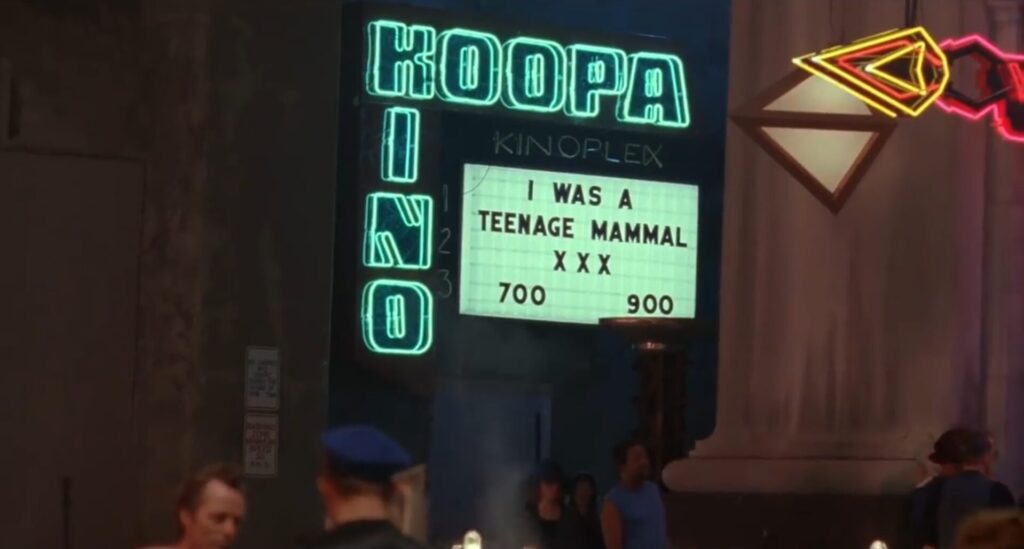 KOOPA
KINO
KINOPLEX
1
2
3
I WAS A
TEENAGE MAMMAL
XXX
700 900